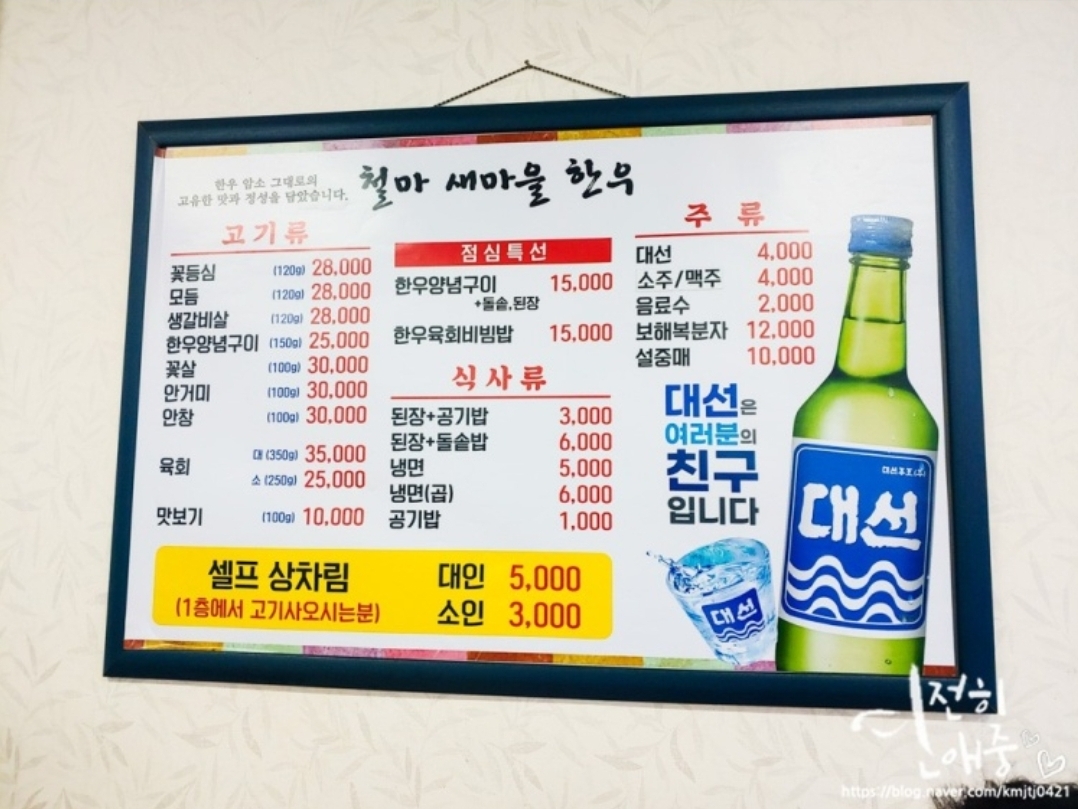 한우 암소 그대로의
고유한 맛과 정성을 담았습니다.
철마 새마을 한우
고기류
꽃등심 (120g) 28,000
모듬 (120g) 28,000
생갈비살 (120g) 28,000
한우양념구이 (150g) 25,000
꽃살 (100g) 30,000
안거미 (100g) 30,000
안창 (100g) 30,000
육회
대 (350g) 35,000
소 (250g) 25,000
맛보기 (100g) 10,000
점심특선
한우양념구이 15,000
+돌솥,된장
한우육회비빔밥 15,000
식사류
된장+공기밥 3,000
된장+돌솥밥 6,000
냉면 5,000
냉면(곱) 6,000
공기밥 1,000
주류
대선 4,000
소주/맥주 4,000
음료수 2,000
보해복분자 12,000
설중매 10,000
대선은
여러분의
친구
입니다
대선주조(주)
대선
대선
셀프 상차림 대인 5,000
(1층에서 고기사오시는분) 소인 3,000
전희
연애중
https://blog.naver.com/kmjtj0421